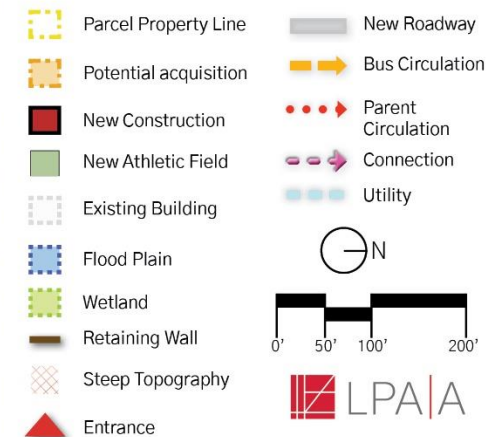 Parcel Property Line
Potential acquisition
New Construction
New Athletic Field
Existing Building
Flood Plain
Wetland
Retaining Wall
Steep Topography
Entrance
New Roadway
Bus Circulation
Parent
Circulation
Connection
Utility
N
0' 50' 100' 200'
LPA|A